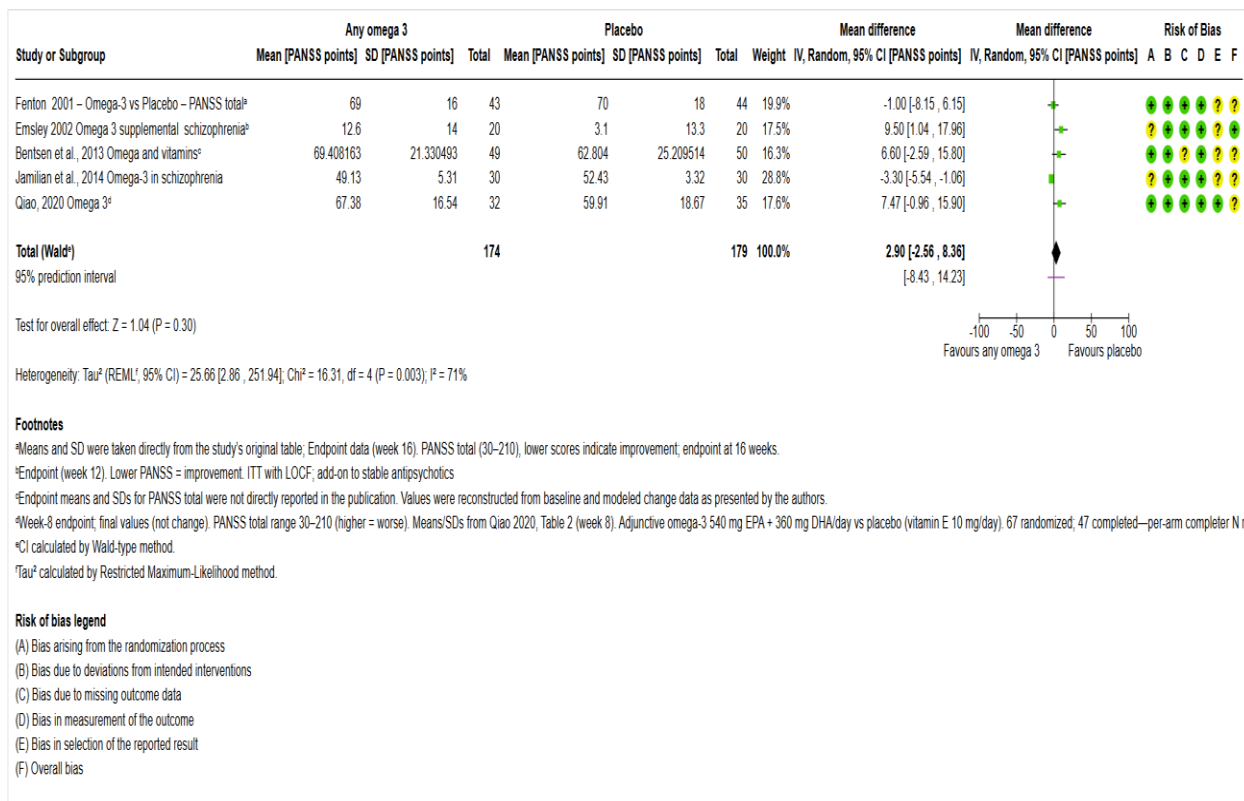 Any omega 3 Placebo Mean difference Mean difference Risk of Bias
Study or Subgroup Mean [PANSS points] SD [PANSS points] Total Mean [PANSS points] SD [PANSS points] Total Weight IV, Random, 95% CI [PANSS points] IV, Random, 95% CI [PANSS points] A B C D E F
Fenton 2001 – Omega-3 vs Placebo – PANSS totalᵃ 69 16 43 70 18 44 19.9% -1.00 [-8.15 , 6.15] + + + + ? ?
Emsley 2002 Omega 3 supplemental schizophreniaᵇ 12.6 14 20 3.1 13.3 20 17.5% 9.50 [1.04 , 17.96] ? + + + ? +
Bentsen et al., 2013 Omega and vitaminsᶜ 69.408163 21.330493 49 62.804 25.209514 50 16.3% 6.60 [-2.59 , 15.80] + + ? + ? ?
Jamilian et al., 2014 Omega-3 in schizophrenia 49.13 5.31 30 52.43 3.32 30 28.8% -3.30 [-5.54 , -1.06] ? + + + ? ?
Qiao, 2020 Omega 3ᵈ 67.38 16.54 32 59.91 18.67 35 17.6% 7.47 [-0.96 , 15.90] + + + + + ?
Total (Waldᵉ) 174 179 100.0% 2.90 [-2.56 , 8.36]
95% prediction interval [-8.43 , 14.23]
Test for overall effect: Z = 1.04 (P = 0.30)
-100 -50 0 50 100
Favours any omega 3 Favours placebo
Heterogeneity: Tau² (REMLᶠ, 95% CI) = 25.66 [2.86 , 251.94]; Chi² = 16.31, df = 4 (P = 0.003); I² = 71%
Footnotes
ᵃMeans and SD were taken directly from the study's original table; Endpoint data (week 16). PANSS total (30–210), lower scores indicate improvement; endpoint at 16 weeks.
ᵇEndpoint (week 12). Lower PANSS = improvement. ITT with LOCF; add-on to stable antipsychotics
ᶜEndpoint means and SDs for PANSS total were not directly reported in the publication. Values were reconstructed from baseline and modeled change data as presented by the authors.
ᵈWeek-8 endpoint; final values (not change). PANSS total range 30–210 (higher = worse). Means/SDs from Qiao 2020, Table 2 (week 8). Adjunctive omega-3 540 mg EPA + 360 mg DHA/day vs placebo (vitamin E 10 mg/day). 67 randomized; 47 completed—per-arm completer N
ᵉCI calculated by Wald-type method.
ᶠTau² calculated by Restricted Maximum-Likelihood method.
Risk of bias legend
(A) Bias arising from the randomization process
(B) Bias due to deviations from intended interventions
(C) Bias due to missing outcome data
(D) Bias in measurement of the outcome
(E) Bias in selection of the reported result
(F) Overall bias